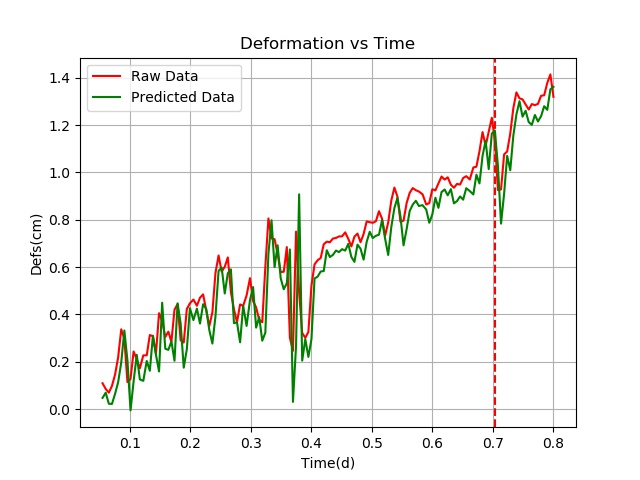 Deformation vs Time
Raw Data
Predicted Data
Defs(cm)
1.4
1.2
1.0
0.8
0.6
0.4
0.2
0.0
0.1 0.2 0.3 0.4 0.5 0.6 0.7 0.8
Time(d)